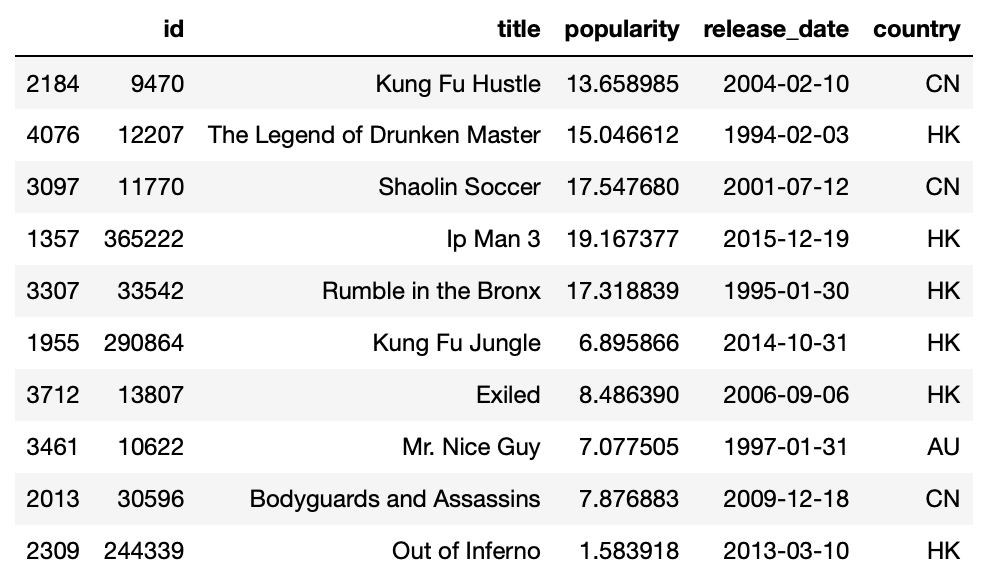 id title popularity release_date country
2184 9470 Kung Fu Hustle 13.658985 2004-02-10 CN
4076 12207 The Legend of Drunken Master 15.046612 1994-02-03 HK
3097 11770 Shaolin Soccer 17.547680 2001-07-12 CN
1357 365222 Ip Man 3 19.167377 2015-12-19 HK
3307 33542 Rumble in the Bronx 17.318839 1995-01-30 HK
1955 290864 Kung Fu Jungle 6.895866 2014-10-31 HK
3712 13807 Exiled 8.486390 2006-09-06 HK
3461 10622 Mr. Nice Guy 7.077505 1997-01-31 AU
2013 30596 Bodyguards and Assassins 7.876883 2009-12-18 CN
2309 244339 Out of Inferno 1.583918 2013-03-10 HK